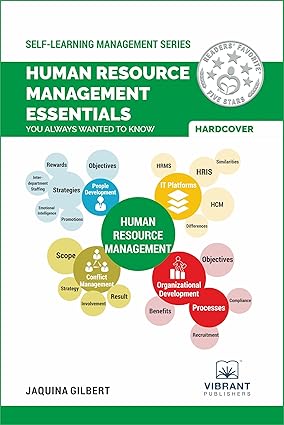 SELF-LEARNING MANAGEMENT SERIES
READERS' FAVORITE
FIVE STARS
HUMAN RESOURCE
MANAGEMENT
ESSENTIALS
YOU ALWAYS WANTED TO KNOW
HARDCOVER
Rewards
Objectives
Inter-
department
Staffing
Strategies
People
Development
Emotional
Intelligence
Promotions
HRMS
Similarities
HRIS
IT Platforms
HCM
Differences
HUMAN
RESOURCE
MANAGEMENT
Scope
Conflict
Management
Strategy
Involvement
Result
Objectives
Organizational
Development
Compliance
Benefits
Processes
Recruitment
JAQUINA GILBERT
VIBRANT
PUBLISHERS